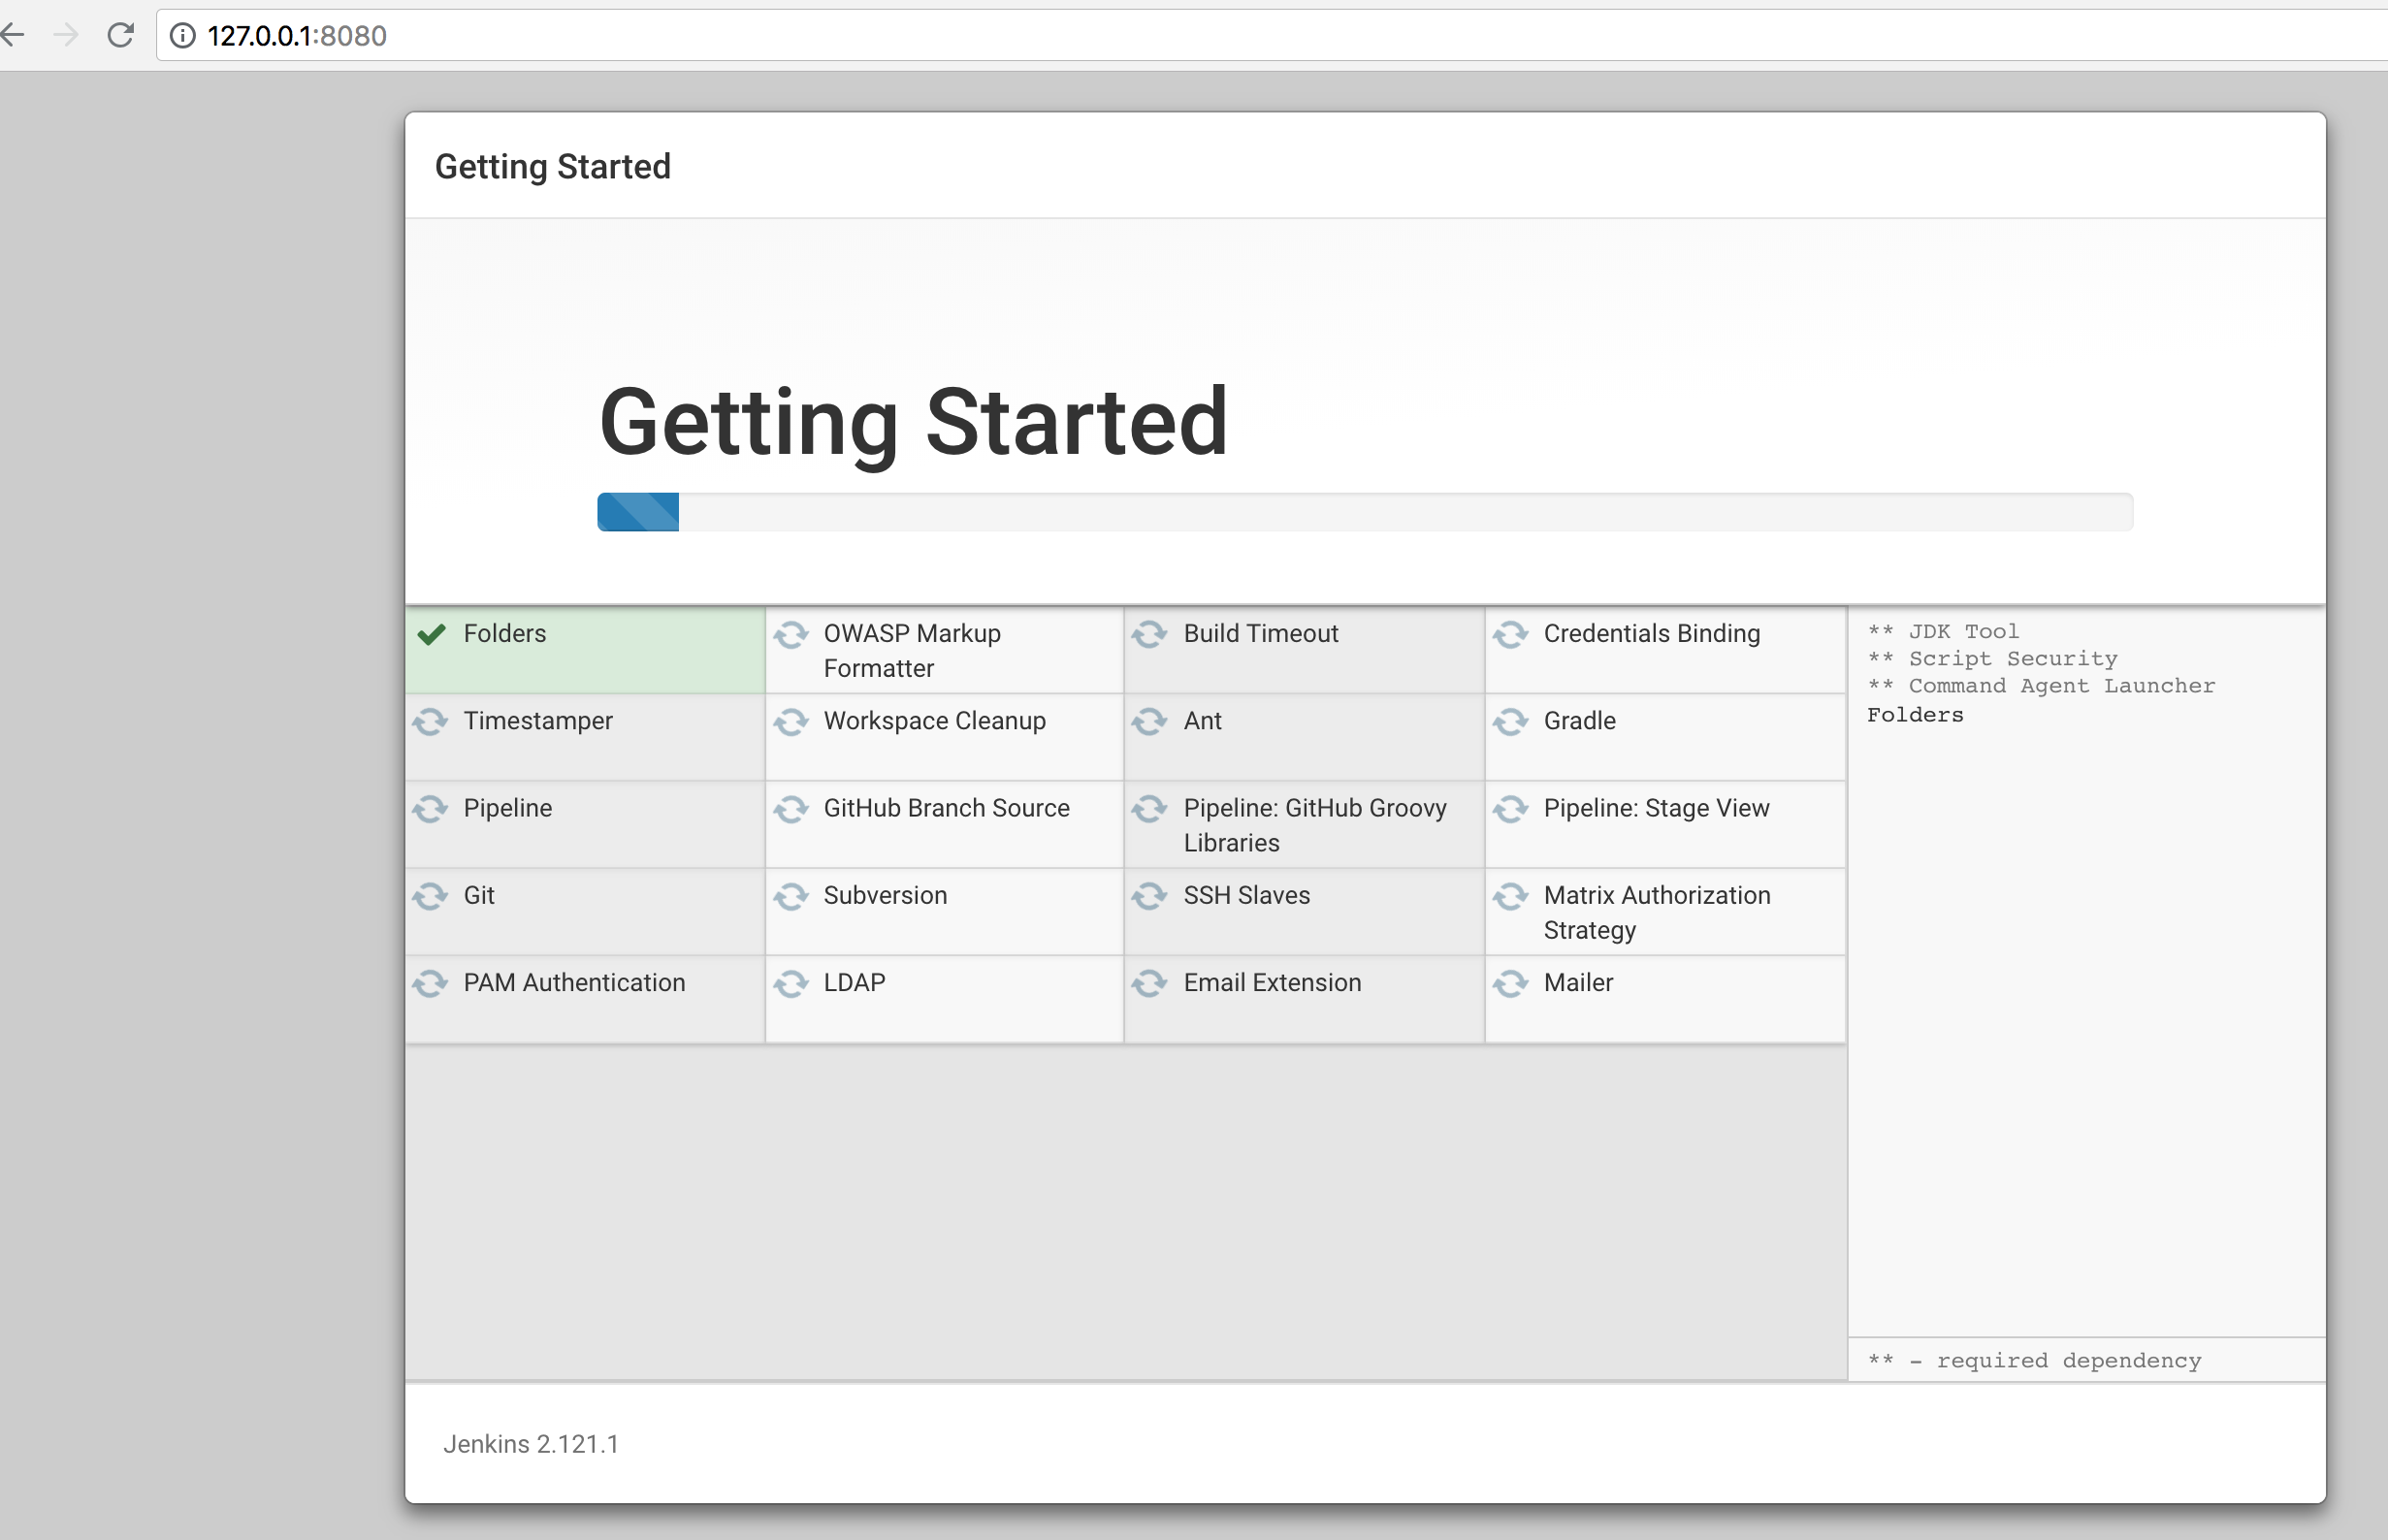 127.0.0.1:8080
Getting Started
Getting Started
Folders
OWASP Markup
Formatter
Build Timeout
Credentials Binding
Timestamper
Workspace Cleanup
Ant
Gradle
Pipeline
GitHub Branch Source
Pipeline: GitHub Groovy
Libraries
Pipeline: Stage View
Git
Subversion
SSH Slaves
Matrix Authorization
Strategy
PAM Authentication
LDAP
Email Extension
Mailer
** JDK Tool
** Script Security
** Command Agent Launcher
Folders
** - required dependency
Jenkins 2.121.1